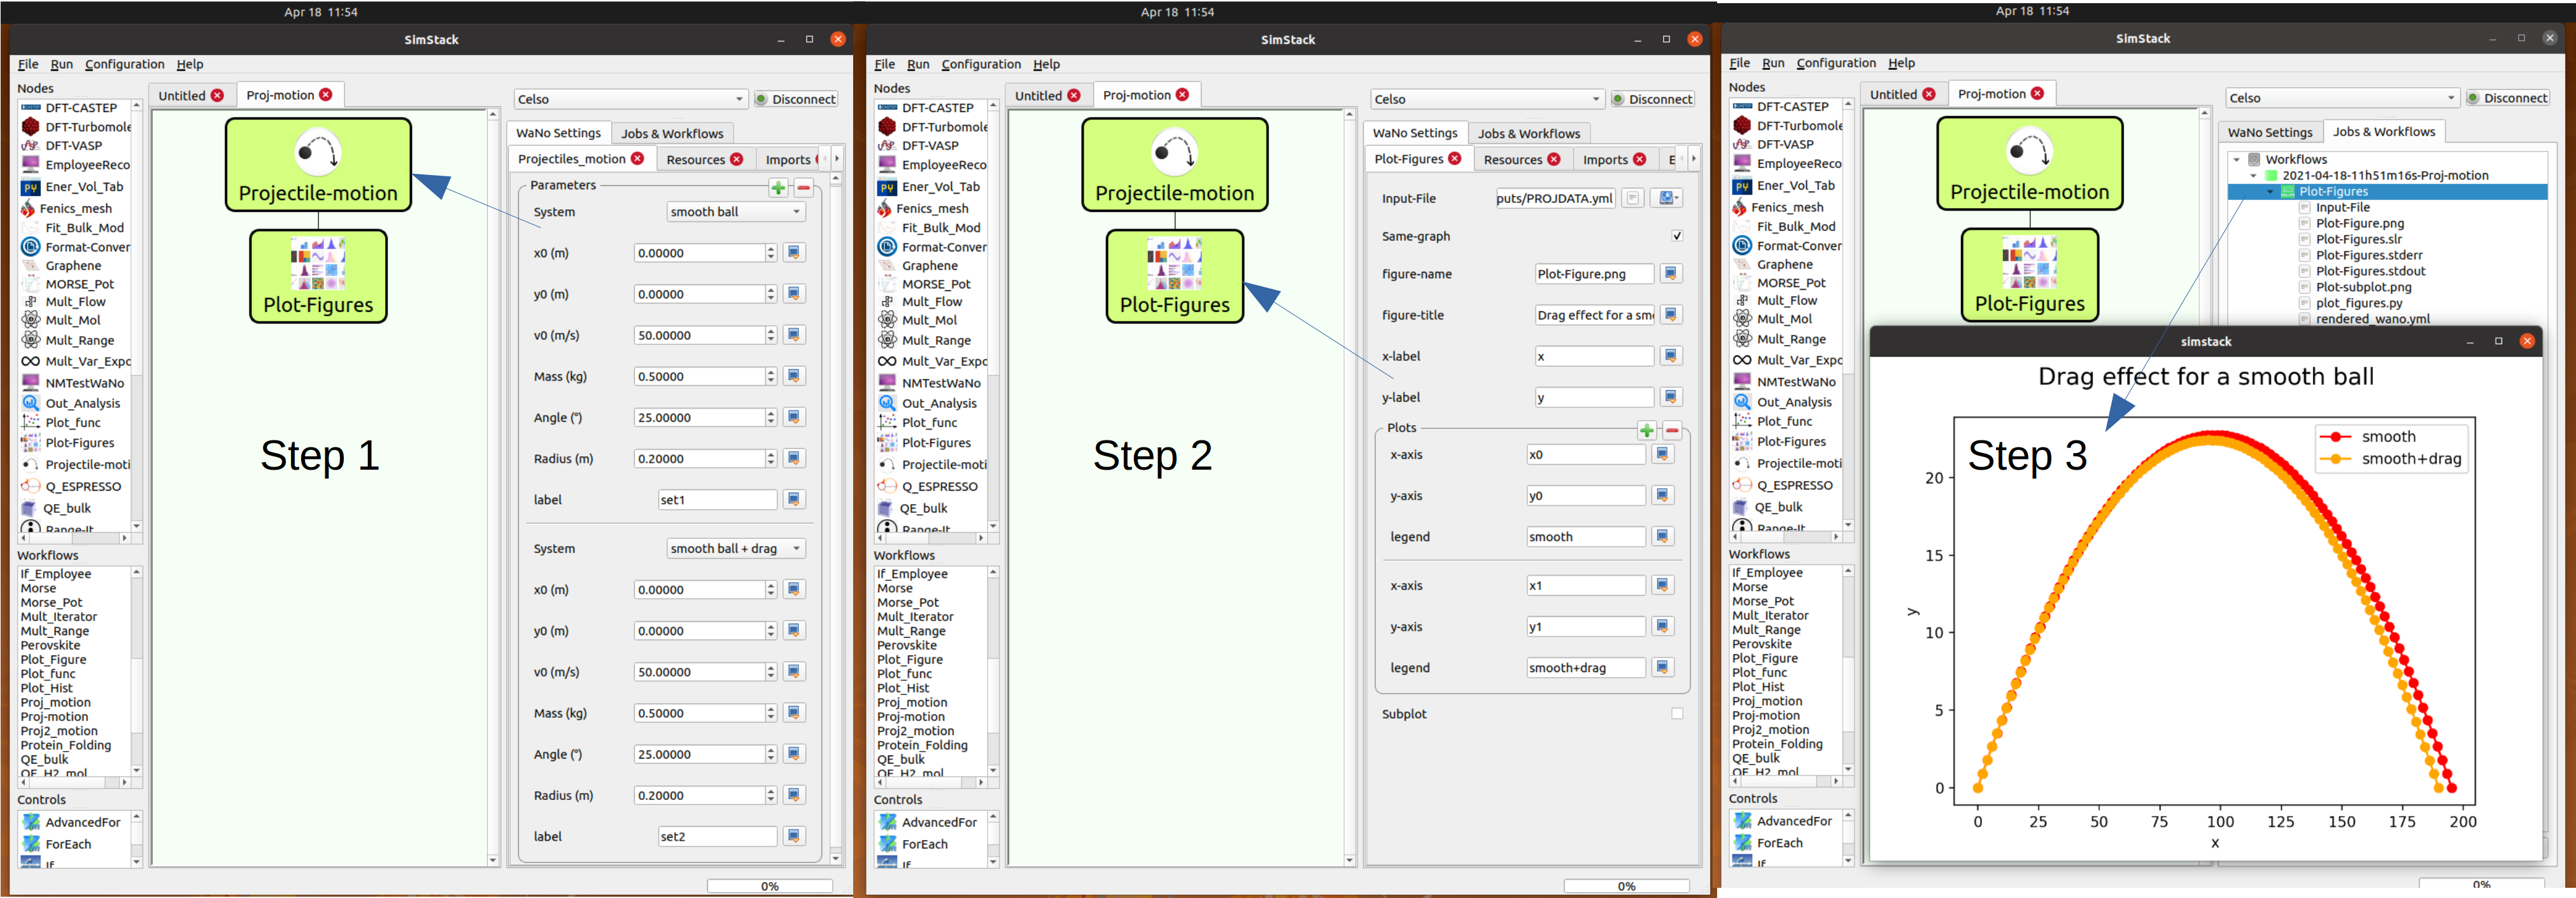 Apr 18 11:54
SimStack
File Run Configuration Help
Nodes
DFT-CASTEP
DFT-Turbomole
DFT-VASP
EmployeeReco
Ener_Vol_Tab
Fenics_mesh
Fit_Bulk_Mod
Format-Conver
Graphene
MORSE_Pot
Mult_Flow
Mult_Mol
Mult_Range
Mult_Var_Expo
NMTestWaNo
Out_Analysis
Plot_func
Plot-Figures
Projectile-moti
Q_ESPRESSO
QE_bulk
Range-It
Workflows
If_Employee
Morse
Morse_Pot
Mult_Iterator
Mult_Range
Perovskite
Plot_Figure
Plot_func
Plot_Hist
Proj_motion
Proj-motion
Proj2_motion
Protein_Folding
QE_bulk
QE_H2_mol
Controls
AdvancedFor
ForEach
If
Untitled Proj-motion
Projectile-motion
Plot-Figures
Step 1
Celso Disconnect
WaNo Settings Jobs & Workflows
Projectiles_motion Resources Imports
Parameters
System smooth ball
x0 (m) 0.00000
y0 (m) 0.00000
v0 (m/s) 50.00000
Mass (kg) 0.50000
Angle (°) 25.00000
Radius (m) 0.20000
label set1
System smooth ball + drag
x0 (m) 0.00000
y0 (m) 0.00000
v0 (m/s) 50.00000
Mass (kg) 0.50000
Angle (°) 25.00000
Radius (m) 0.20000
label set2
0%
Apr 18 11:54
SimStack
File Run Configuration Help
Nodes
DFT-CASTEP
DFT-Turbomole
DFT-VASP
EmployeeReco
Ener_Vol_Tab
Fenics_mesh
Fit_Bulk_Mod
Format-Conver
Graphene
MORSE_Pot
Mult_Flow
Mult_Mol
Mult_Range
Mult_Var_Expo
NMTestWaNo
Out_Analysis
Plot_func
Plot-Figures
Projectile-moti
Q_ESPRESSO
QE_bulk
Range-It
Workflows
If_Employee
Morse
Morse_Pot
Mult_Iterator
Mult_Range
Perovskite
Plot_Figure
Plot_func
Plot_Hist
Proj_motion
Proj-motion
Proj2_motion
Protein_Folding
QE_bulk
QE_H2_mol
Controls
AdvancedFor
ForEach
If
Untitled Proj-motion
Projectile-motion
Plot-Figures
Step 2
Celso Disconnect
WaNo Settings Jobs & Workflows
Plot-Figures Resources Imports E
Input-File puts/PROJDATA.yml
Same-graph
figure-name Plot-Figure.png
figure-title Drag effect for a smo
x-label x
y-label y
Plots
x-axis x0
y-axis y0
legend smooth
x-axis x1
y-axis y1
legend smooth+drag
Subplot
0%
Apr 18 11:54
SimStack
File Run Configuration Help
Nodes
DFT-CASTEP
DFT-Turbomole
DFT-VASP
EmployeeReco
Ener_Vol_Tab
Fenics_mesh
Fit_Bulk_Mod
Format-Conver
Graphene
MORSE_Pot
Mult_Flow
Mult_Mol
Mult_Range
Mult_Var_Expo
NMTestWaNo
Out_Analysis
Plot_func
Plot-Figures
Projectile-moti
Q_ESPRESSO
QE_bulk
Range-It
Workflows
If_Employee
Morse
Morse_Pot
Mult_Iterator
Mult_Range
Perovskite
Plot_Figure
Plot_func
Plot_Hist
Proj_motion
Proj-motion
Proj2_motion
Protein_Folding
QE_bulk
QE_H2_mol
Controls
AdvancedFor
ForEach
If
Untitled Proj-motion
Projectile-motion
Plot-Figures
Celso Disconnect
WaNo Settings Jobs & Workflows
Workflows
2021-04-18-11h51m16s-Proj-motion
Plot-Figures
Input-File
Plot-Figure.png
Plot-Figures.slr
Plot-Figures.stderr
Plot-Figures.stdout
Plot-subplot.png
plot_figures.py
rendered_wano.yml
simstack
Drag effect for a smooth ball
Step 3
smooth
smooth+drag
y
20
15
10
5
0
0 25 50 75 100 125 150 175 200
x
0%